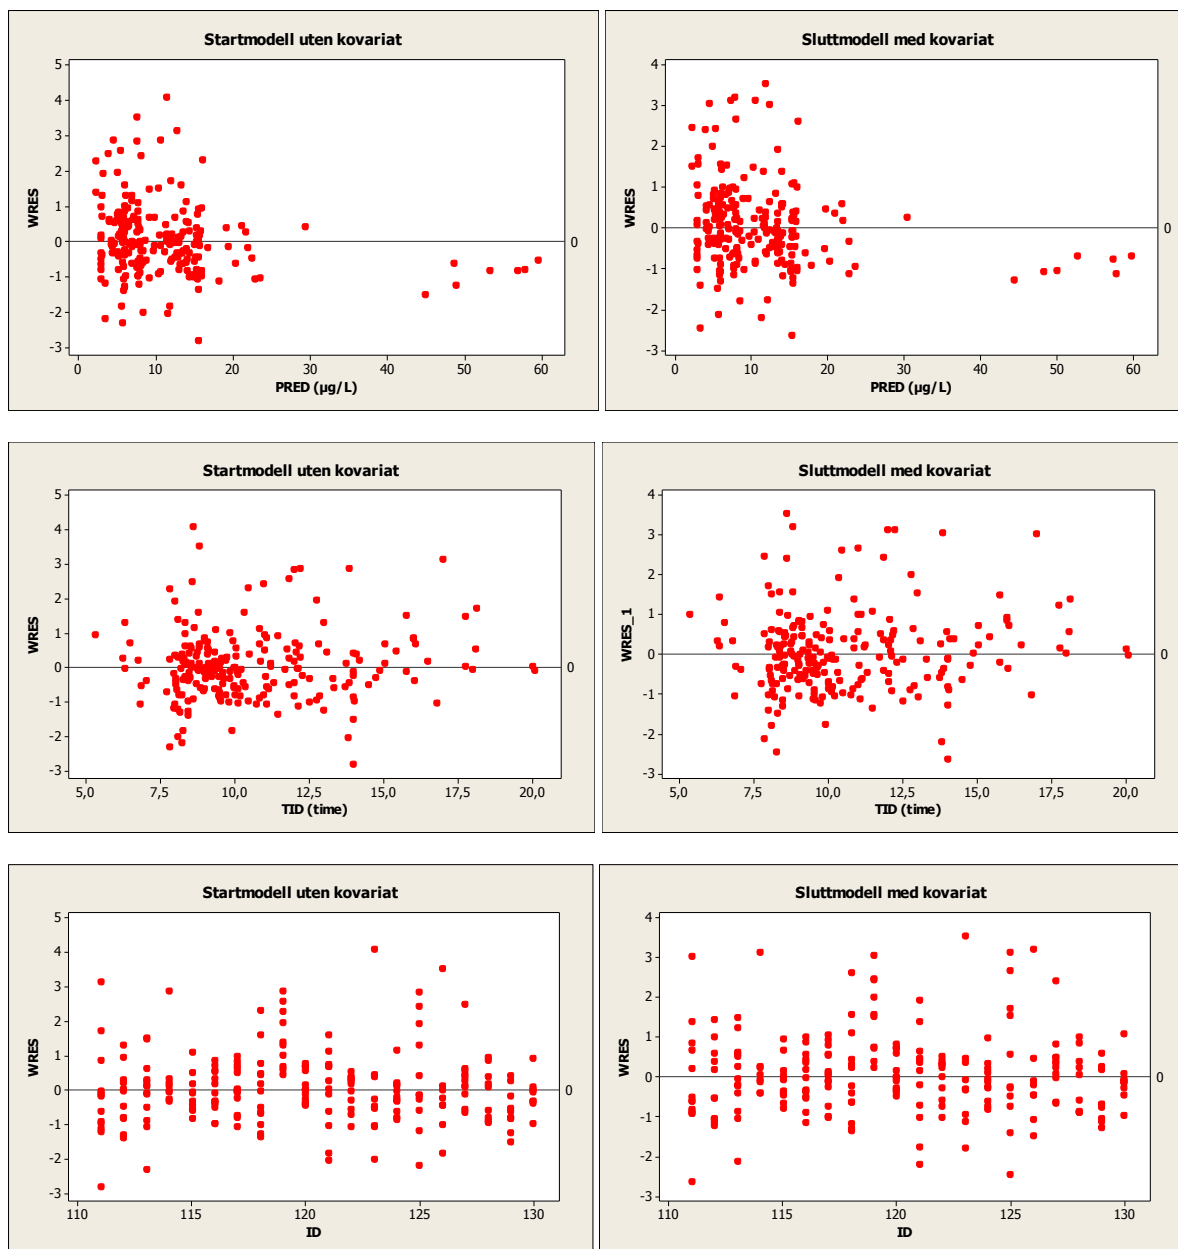 Startmodell uten kovariat
5
4
3
2
1
0
-1
-2
-3
WRES
0
0 10 20 30 40 50 60
PRED (µg/L)
Sluttmodell med kovariat
4
3
2
1
0
-1
-2
-3
WRES
0
0 10 20 30 40 50 60
PRED (µg/L)
Startmodell uten kovariat
5
4
3
2
1
0
-1
-2
-3
WRES
0
5,0 7,5 10,0 12,5 15,0 17,5 20,0
TID (time)
Sluttmodell med kovariat
4
3
2
1
0
-1
-2
-3
WRES_1
0
5,0 7,5 10,0 12,5 15,0 17,5 20,0
TID (time)
Startmodell uten kovariat
5
4
3
2
1
0
-1
-2
-3
WRES
0
110 115 120 125 130
ID
Sluttmodell med kovariat
4
3
2
1
0
-1
-2
-3
WRES
0
110 115 120 125 130
ID